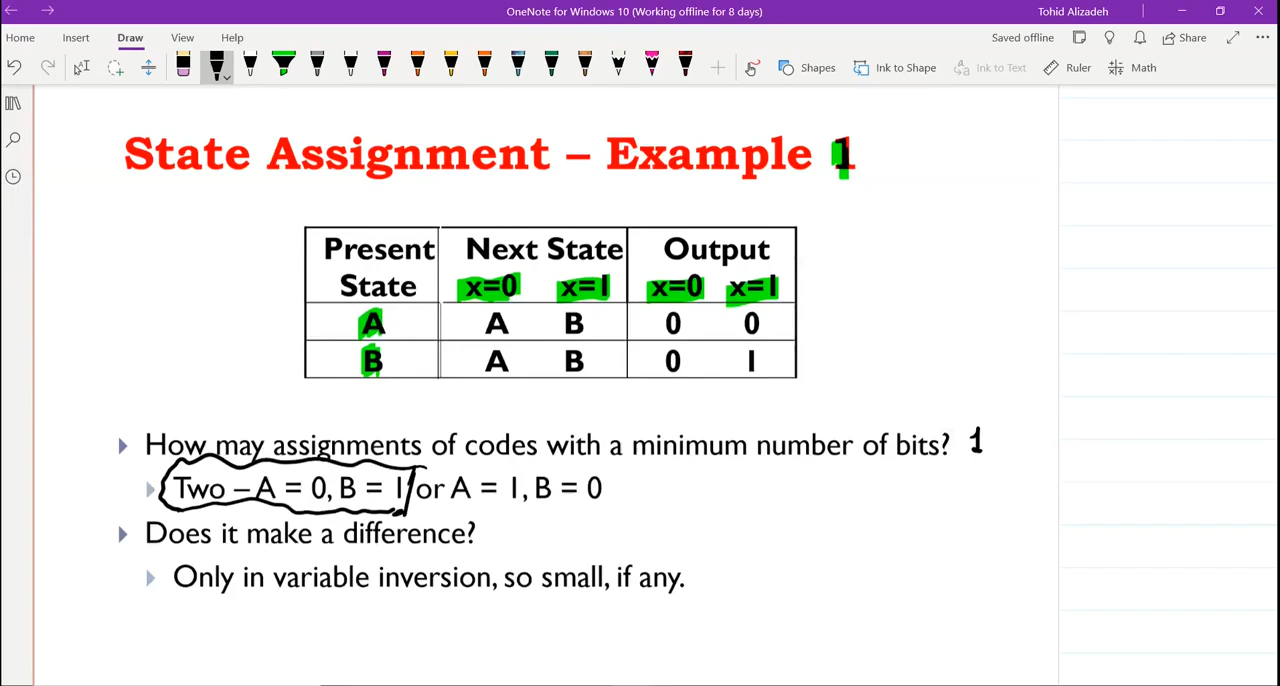 OneNote for Windows 10 (Working offline for 8 days)
Tohid Alizadeh
Home Insert Draw View Help
Saved offline
Share
Shapes
Ink to Shape
Ink to Text
Ruler
Math
State Assignment – Example 1
Present Next State Output
State x=0 x=1 x=0 x=1
A A B 0 0
B A B 0 1
How may assignments of codes with a minimum number of bits? 1
Two – A = 0, B = 1 or A = 1, B = 0
Does it make a difference?
Only in variable inversion, so small, if any.